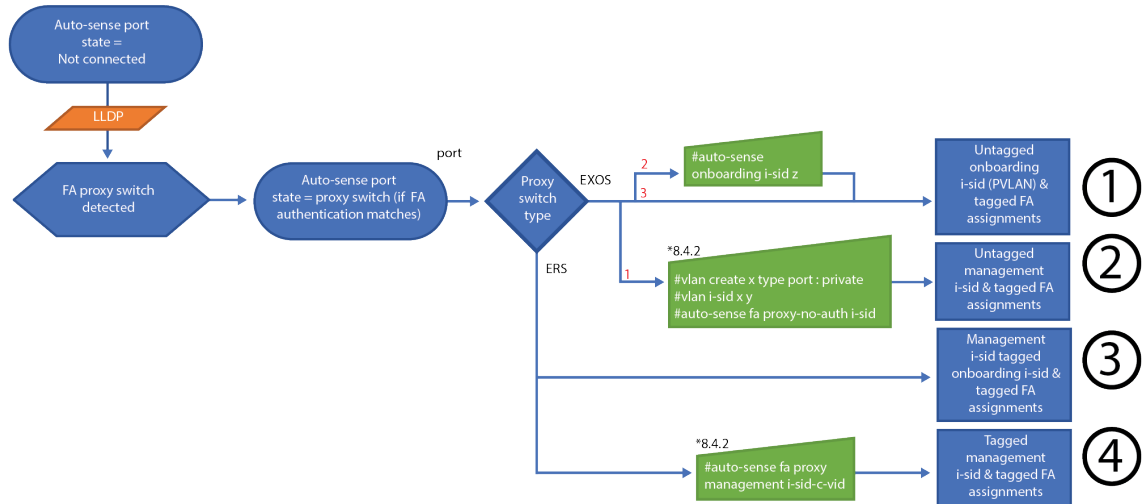 Auto-sense port
state =
Not connected
LLDP
FA proxy switch
detected
port
Auto-sense port
state = proxy switch (if FA
authentication matches)
Proxy
switch
type
EXOS
ERS
2
3
1
#auto-sense
onboarding i-sid z
*8.4.2
#vlan create x type port : private
#vlan i-sid x y
#auto-sense fa proxy-no-auth i-sid
*8.4.2
#auto-sense fa proxy
management i-sid-c-vid
Untagged
onboarding
i-sid (PVLAN) &
tagged FA
assignments
1
Untagged
management
i-sid & tagged FA
assignments
2
Management
i-sid tagged
onboarding i-sid &
tagged FA
assignments
3
Tagged
management
i-sid & tagged FA
assignments
4